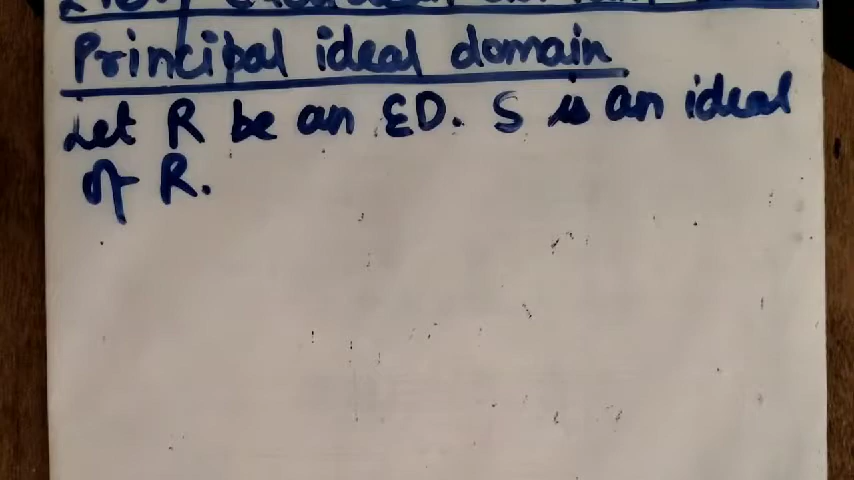 Principal ideal domain
Let R be an ED. S is an ideal
of R.